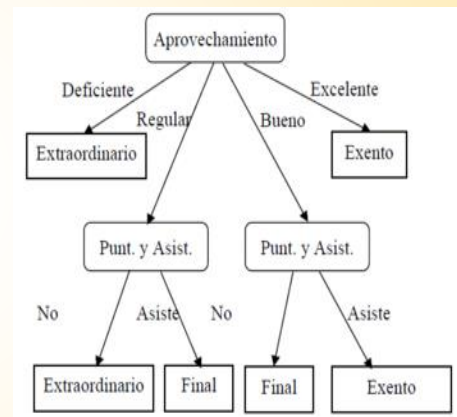 Aprovechamiento
Deficiente
Excelente
Regular
Bueno
Extraordinario
Exento
Punt. y Asist.
Punt. y Asist.
No
Asiste
No
Asiste
Extraordinario
Final
Final
Exento